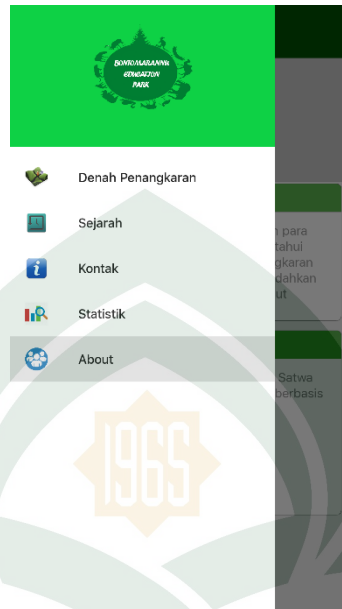 BONTOMARANNU
EDUCATION
PARK
Denah Penangkaran
Sejarah
Kontak
Statistik
About
para
tahui
gkaran
dahkan
ut
Satwa
berbasis
1965